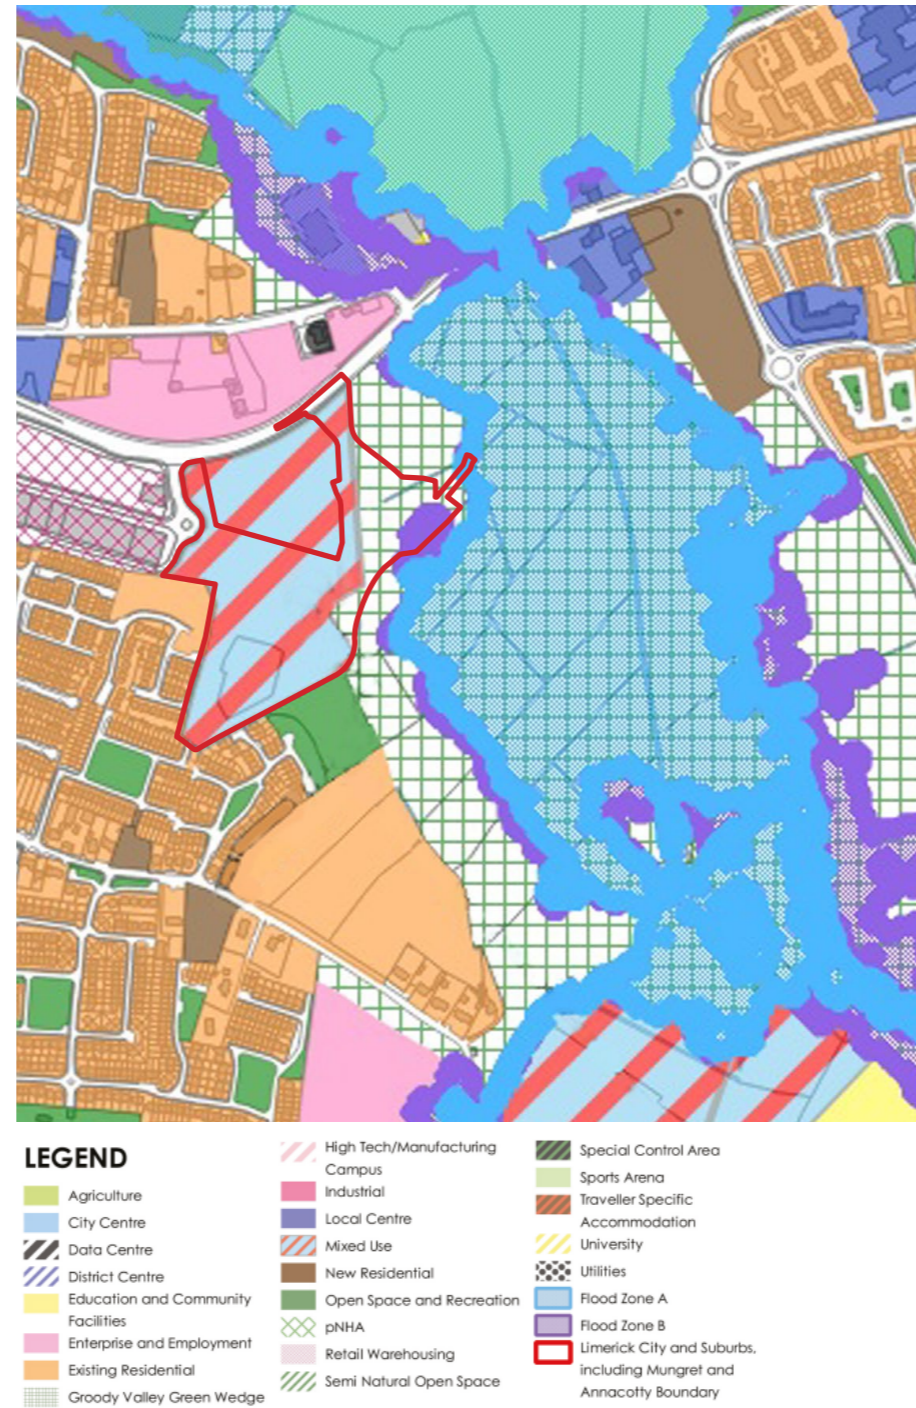 LEGEND
Agriculture
City Centre
Data Centre
District Centre
Education and Community
Facilities
Enterprise and Employment
Existing Residential
Groody Valley Green Wedge
High Tech/Manufacturing
Campus
Industrial
Local Centre
Mixed Use
New Residential
Open Space and Recreation
pNHA
Retail Warehousing
Semi Natural Open Space
Special Control Area
Sports Arena
Traveller Specific
Accommodation
University
Utilities
Flood Zone A
Flood Zone B
Limerick City and Suburbs,
including Mungret and
Annacotty Boundary